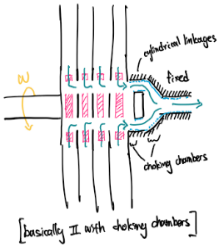 cylindrical linkages
ω
fixed
ω ω
choking chambers
[basically II with choking chambers]